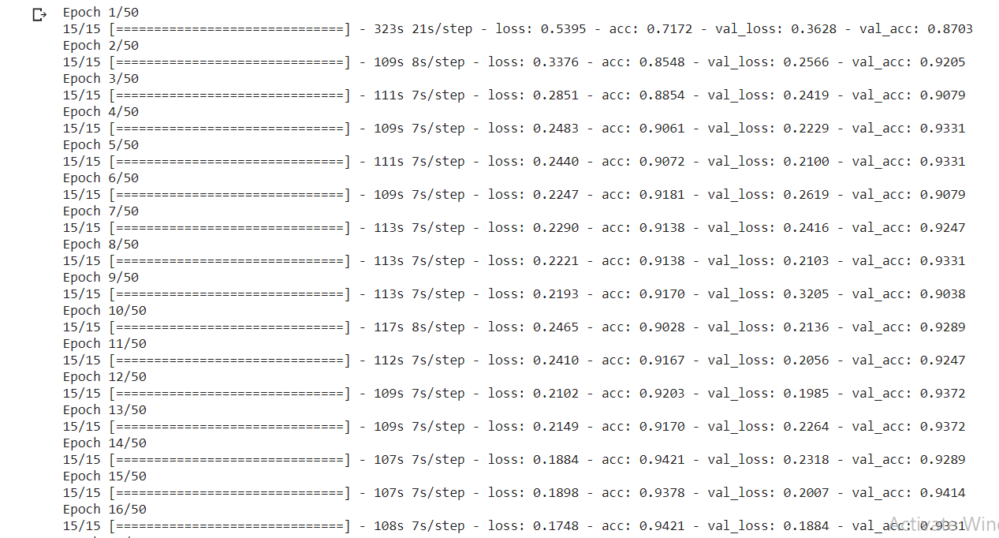 Epoch 1/50
15/15 [==============================] - 323s 21s/step - loss: 0.5395 - acc: 0.7172 - val_loss: 0.3628 - val_acc: 0.8703
Epoch 2/50
15/15 [==============================] - 109s 8s/step - loss: 0.3376 - acc: 0.8548 - val_loss: 0.2566 - val_acc: 0.9205
Epoch 3/50
15/15 [==============================] - 111s 7s/step - loss: 0.2851 - acc: 0.8854 - val_loss: 0.2419 - val_acc: 0.9079
Epoch 4/50
15/15 [==============================] - 109s 7s/step - loss: 0.2483 - acc: 0.9061 - val_loss: 0.2229 - val_acc: 0.9331
Epoch 5/50
15/15 [==============================] - 111s 7s/step - loss: 0.2440 - acc: 0.9072 - val_loss: 0.2100 - val_acc: 0.9331
Epoch 6/50
15/15 [==============================] - 109s 7s/step - loss: 0.2247 - acc: 0.9181 - val_loss: 0.2619 - val_acc: 0.9079
Epoch 7/50
15/15 [==============================] - 113s 7s/step - loss: 0.2290 - acc: 0.9138 - val_loss: 0.2416 - val_acc: 0.9247
Epoch 8/50
15/15 [==============================] - 113s 7s/step - loss: 0.2221 - acc: 0.9138 - val_loss: 0.2103 - val_acc: 0.9331
Epoch 9/50
15/15 [==============================] - 113s 7s/step - loss: 0.2193 - acc: 0.9170 - val_loss: 0.3205 - val_acc: 0.9038
Epoch 10/50
15/15 [==============================] - 117s 8s/step - loss: 0.2465 - acc: 0.9028 - val_loss: 0.2136 - val_acc: 0.9289
Epoch 11/50
15/15 [==============================] - 112s 7s/step - loss: 0.2410 - acc: 0.9167 - val_loss: 0.2056 - val_acc: 0.9247
Epoch 12/50
15/15 [==============================] - 109s 7s/step - loss: 0.2102 - acc: 0.9203 - val_loss: 0.1985 - val_acc: 0.9372
Epoch 13/50
15/15 [==============================] - 109s 7s/step - loss: 0.2149 - acc: 0.9170 - val_loss: 0.2264 - val_acc: 0.9372
Epoch 14/50
15/15 [==============================] - 107s 7s/step - loss: 0.1884 - acc: 0.9421 - val_loss: 0.2318 - val_acc: 0.9289
Epoch 15/50
15/15 [==============================] - 107s 7s/step - loss: 0.1898 - acc: 0.9378 - val_loss: 0.2007 - val_acc: 0.9414
Epoch 16/50
15/15 [==============================] - 108s 7s/step - loss: 0.1748 - acc: 0.9421 - val_loss: 0.1884 - val_acc: 0.9331
Activate Win